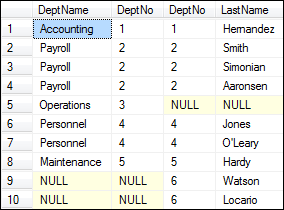 DeptName DeptNo DeptNo LastName
1 Accounting 1 1 Hernandez
2 Payroll 2 2 Smith
3 Payroll 2 2 Simonian
4 Payroll 2 2 Aaronsen
5 Operations 3 NULL NULL
6 Personnel 4 4 Jones
7 Personnel 4 4 O'Leary
8 Maintenance 5 5 Hardy
9 NULL NULL 6 Watson
10 NULL NULL 6 Locario